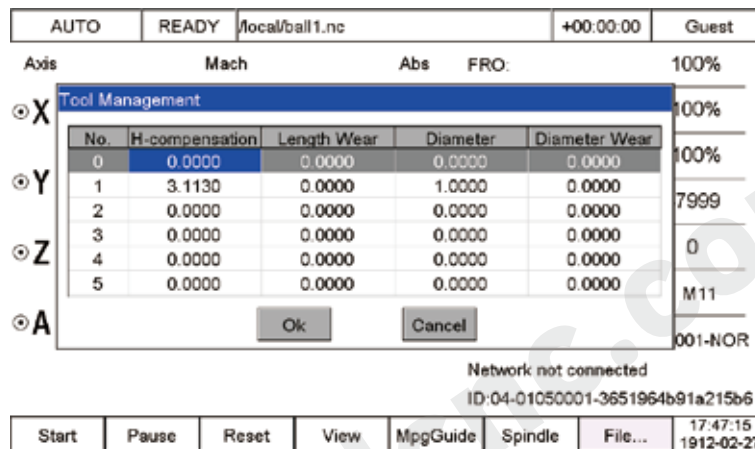 AUTO READY /local/ball1.nc +00:00:00 Guest
Axis Mach Abs FRO: 100%
Tool Management
X 100%
No. H-compensation Length Wear Diameter Diameter Wear
0 0.0000 0.0000 0.0000 0.0000 100%
1 3.1130 0.0000 1.0000 0.0000
Y
2 0.0000 0.0000 0.0000 0.0000 7999
3 0.0000 0.0000 0.0000 0.0000
Z 0
4 0.0000 0.0000 0.0000 0.0000
5 0.0000 0.0000 0.0000 0.0000 M11
A Ok Cancel
001-NOR
Network not connected
ID:04-01050001-3651964b91a215b6
Start Pause Reset View MpgGuide Spindle File... 17:47:15
1912-02-27